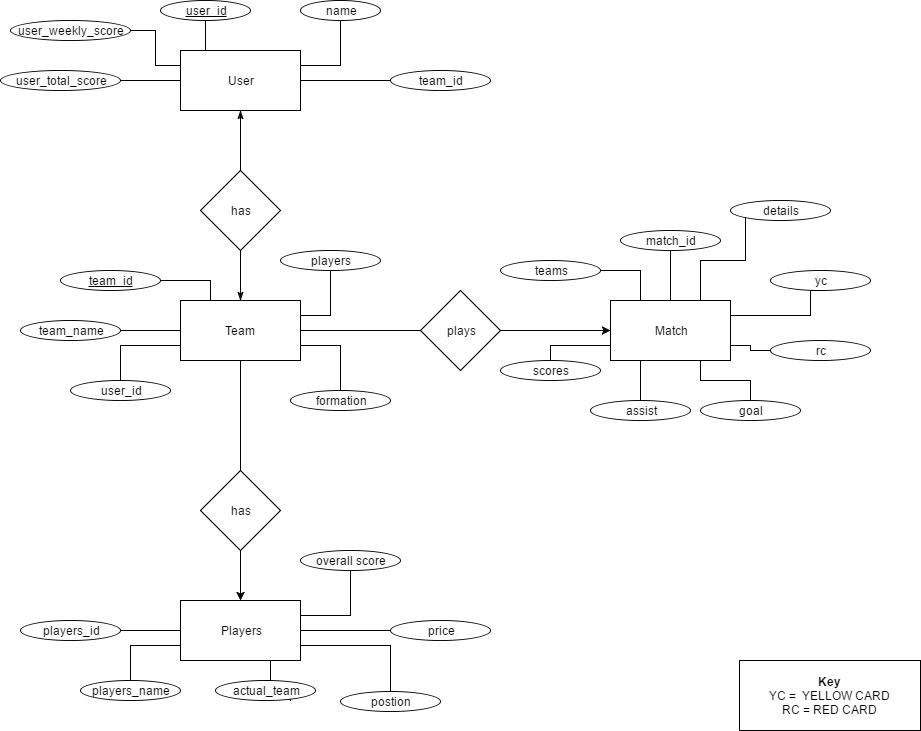 user_id
name
user_weekly_score
user_total_score
User
team_id
has
details
match_id
players
teams
team_id
yc
team_name
Team
plays
Match
rc
scores
user_id
formation
assist
goal
has
overall score
players_id
Players
price
players_name
actual_team
postion
Key
YC = YELLOW CARD
RC = RED CARD